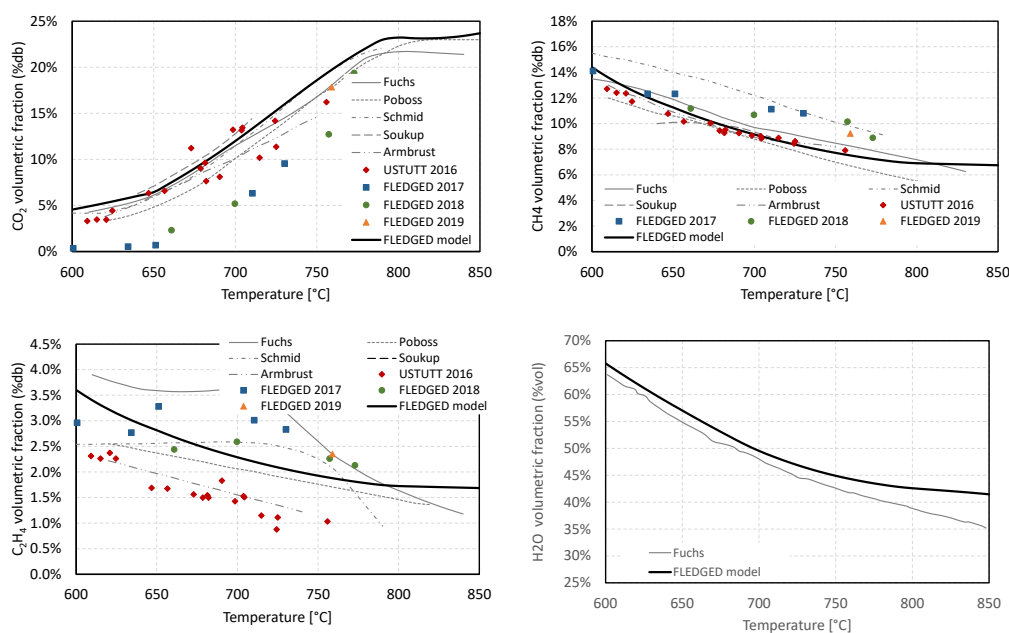 25%
20%
15%
10%
5%
0%
CO2 volumetric fraction (%db)
600 650 700 750 800 850
Temperature [°C]
Fuchs
Poboss
Schmid
Soukup
Armbrust
USTUTT 2016
FLEDGED 2017
FLEDGED 2018
FLEDGED 2019
FLEDGED model
18%
16%
14%
12%
10%
8%
6%
4%
2%
0%
CH4 volumetric fraction (%db)
Fuchs Poboss Schmid
Soukup Armbrust USTUTT 2016
FLEDGED 2017 FLEDGED 2018 FLEDGED 2019
FLEDGED model
600 650 700 750 800 850
Temperature [°C]
4.5%
4.0%
3.5%
3.0%
2.5%
2.0%
1.5%
1.0%
0.5%
0.0%
C2H4 volumetric fraction (%db)
Fuchs Poboss
Schmid Soukup
Armbrust USTUTT 2016
FLEDGED 2017 FLEDGED 2018
FLEDGED 2019 FLEDGED model
600 650 700 750 800 850
Temperature [°C]
70%
65%
60%
55%
50%
45%
40%
35%
30%
25%
H2O volumetric fraction (%vol)
Fuchs
FLEDGED model
600 650 700 750 800 850
Temperature [°C]